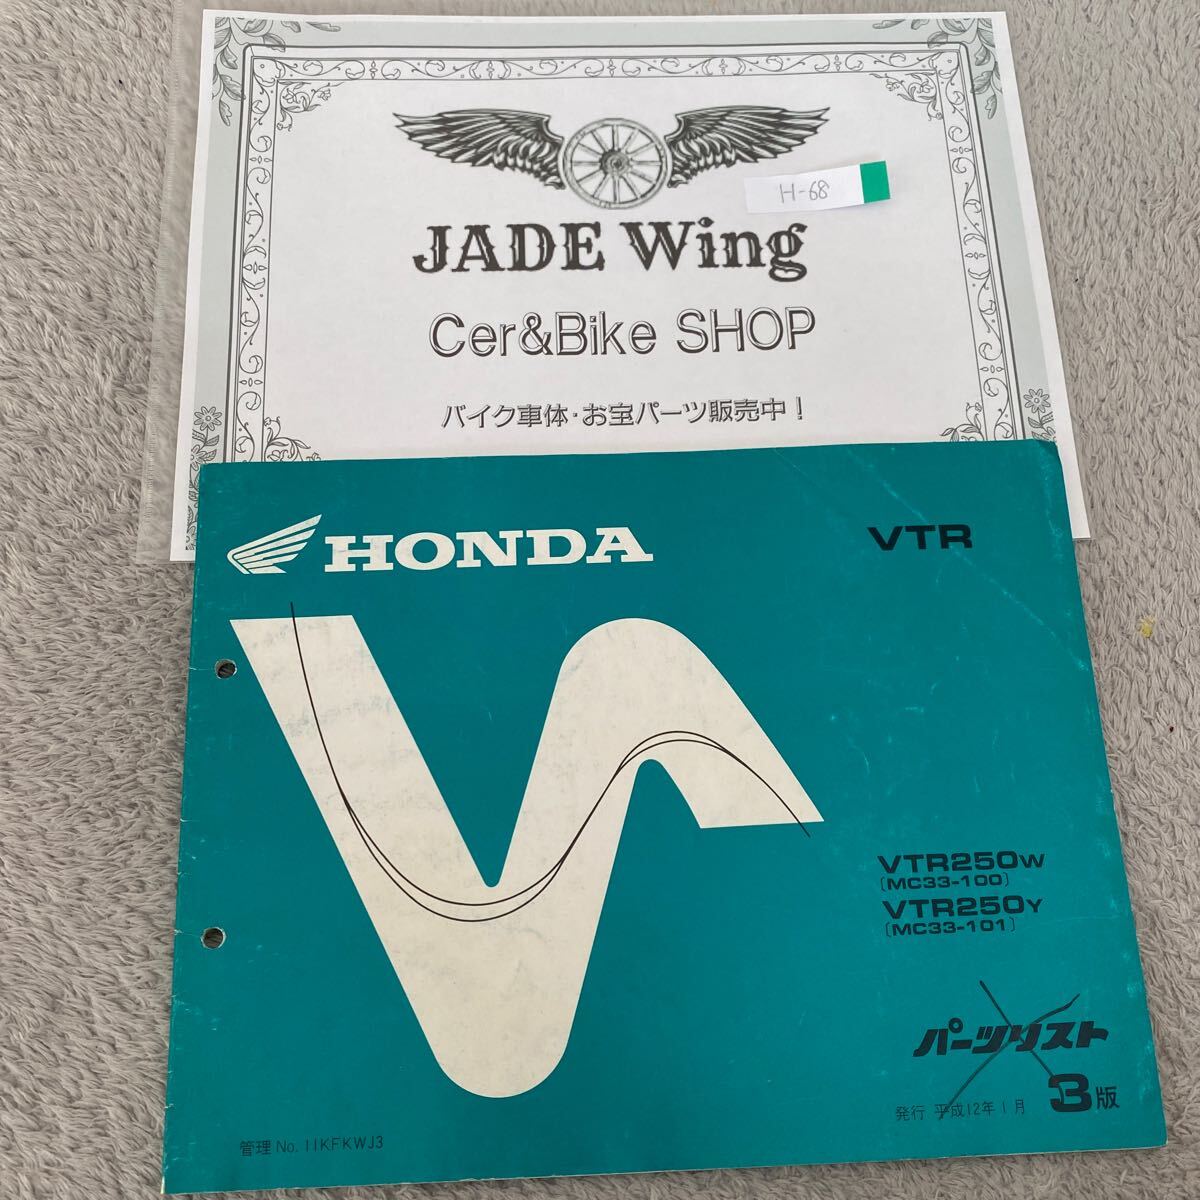 H-68
JADE Wing
Cer&Bike SHOP
バイク車体・お宝パーツ販売中!
HONDA
VTR
VTR250W
(MC33-100)
VTR250Y
(MC33-101)
パーツリスト
3版
発行 平成12年1月
管理 No. 11KFKWJ3